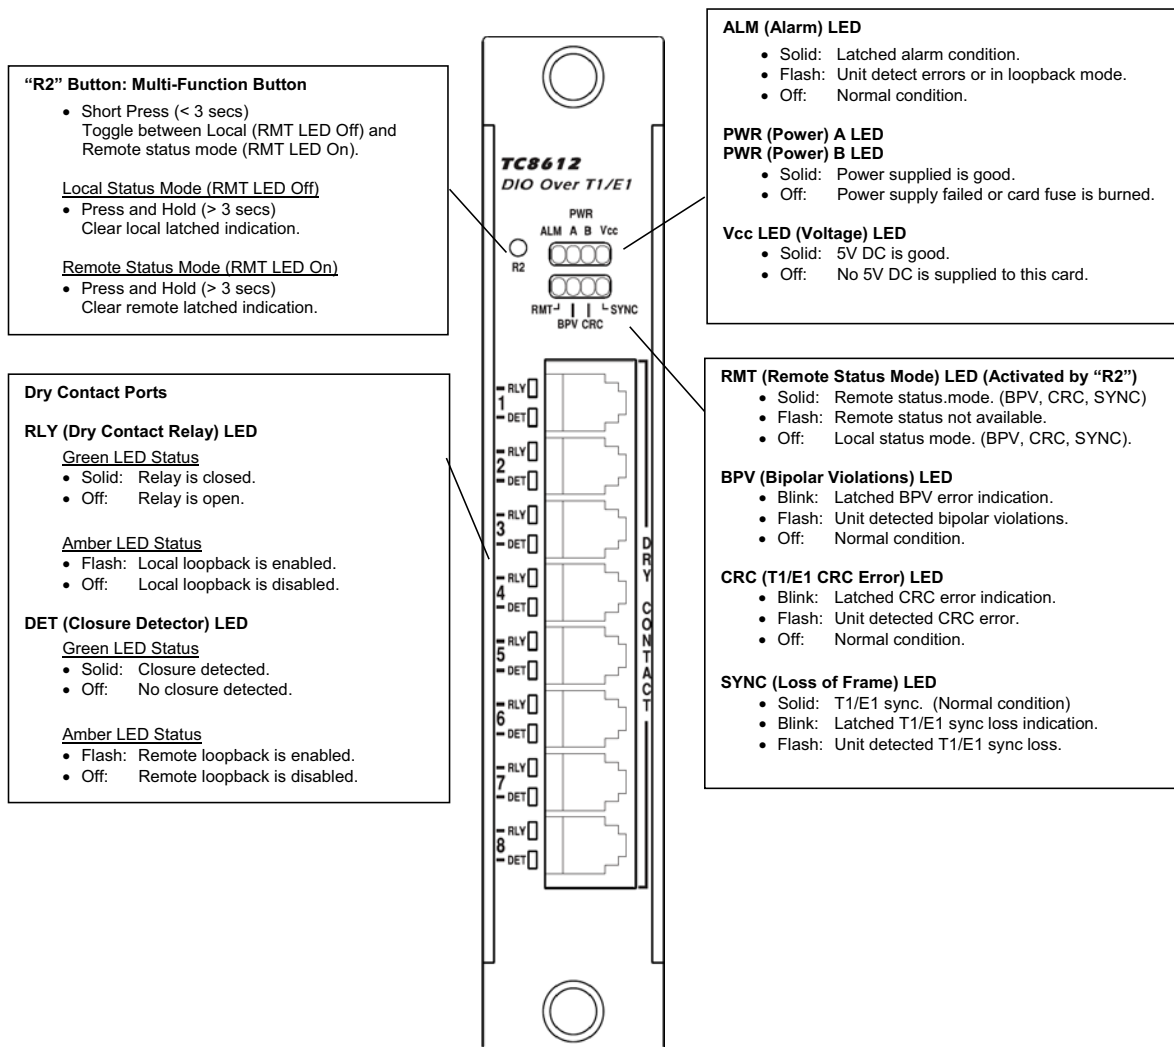 “R2” Button: Multi-Function Button
• Short Press (< 3 secs)
Toggle between Local (RMT LED Off) and
Remote status mode (RMT LED On).
Local Status Mode (RMT LED Off)
• Press and Hold (> 3 secs)
Clear local latched indication.
Remote Status Mode (RMT LED On)
• Press and Hold (> 3 secs)
Clear remote latched indication.
Dry Contact Ports
RLY (Dry Contact Relay) LED
Green LED Status
• Solid: Relay is closed.
• Off: Relay is open.
Amber LED Status
• Flash: Local loopback is enabled.
• Off: Local loopback is disabled.
DET (Closure Detector) LED
Green LED Status
• Solid: Closure detected.
• Off: No closure detected.
Amber LED Status
• Flash: Remote loopback is enabled.
• Off: Remote loopback is disabled.
TC8612
DIO Over T1/E1
PWR
ALM A B Vcc
R2
RMT SYNC
BPV CRC
RLY
1
DET
RLY
2
DET
RLY
3
DET
RLY
4
DET
RLY
5
DET
RLY
6
DET
RLY
7
DET
RLY
8
DET
DRY CONTACT
ALM (Alarm) LED
• Solid: Latched alarm condition.
• Flash: Unit detect errors or in loopback mode.
• Off: Normal condition.
PWR (Power) A LED
PWR (Power) B LED
• Solid: Power supplied is good.
• Off: Power supply failed or card fuse is burned.
Vcc LED (Voltage) LED
• Solid: 5V DC is good.
• Off: No 5V DC is supplied to this card.
RMT (Remote Status Mode) LED (Activated by “R2”)
• Solid: Remote status.mode. (BPV, CRC, SYNC)
• Flash: Remote status not available.
• Off: Local status mode. (BPV, CRC, SYNC).
BPV (Bipolar Violations) LED
• Blink: Latched BPV error indication.
• Flash: Unit detected bipolar violations.
• Off: Normal condition.
CRC (T1/E1 CRC Error) LED
• Blink: Latched CRC error indication.
• Flash: Unit detected CRC error.
• Off: Normal condition.
SYNC (Loss of Frame) LED
• Solid: T1/E1 sync. (Normal condition)
• Blink: Latched T1/E1 sync loss indication.
• Flash: Unit detected T1/E1 sync loss.